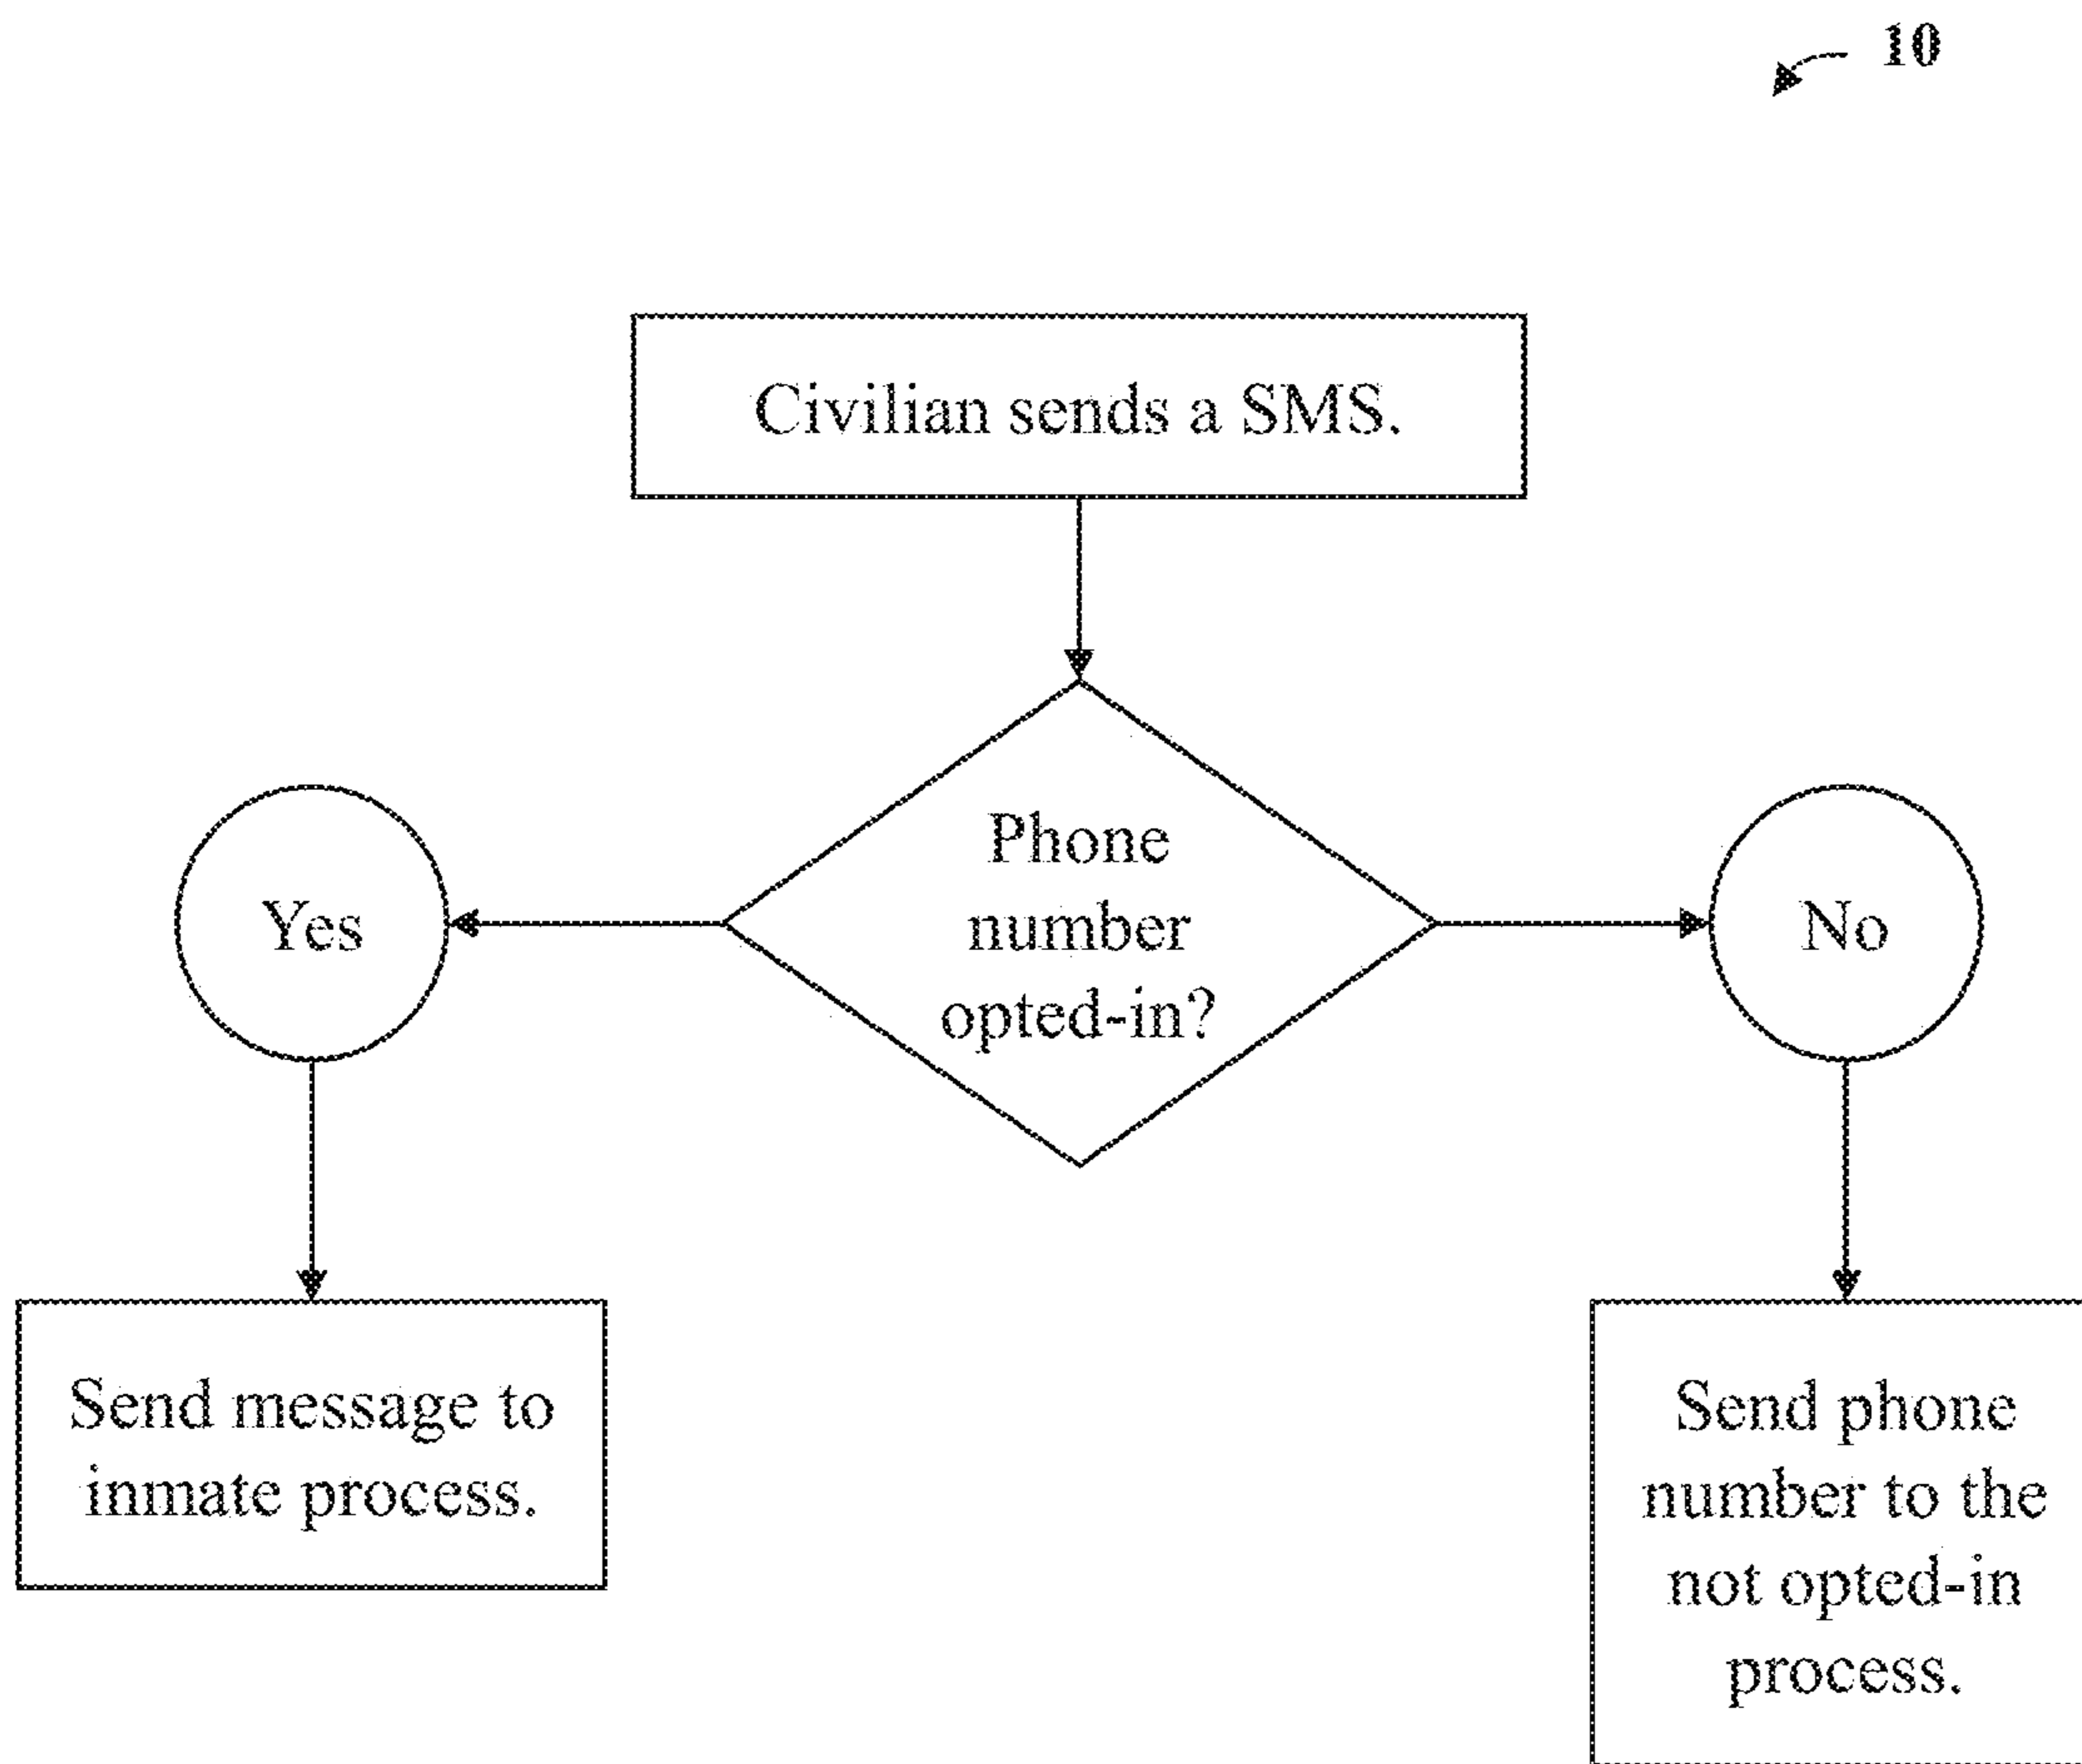 10
Civilian sends a SMS.
Phone
number
opted-in?
Yes
No
Send message to
inmate process.
Send phone
number to the
not opted-in
process.